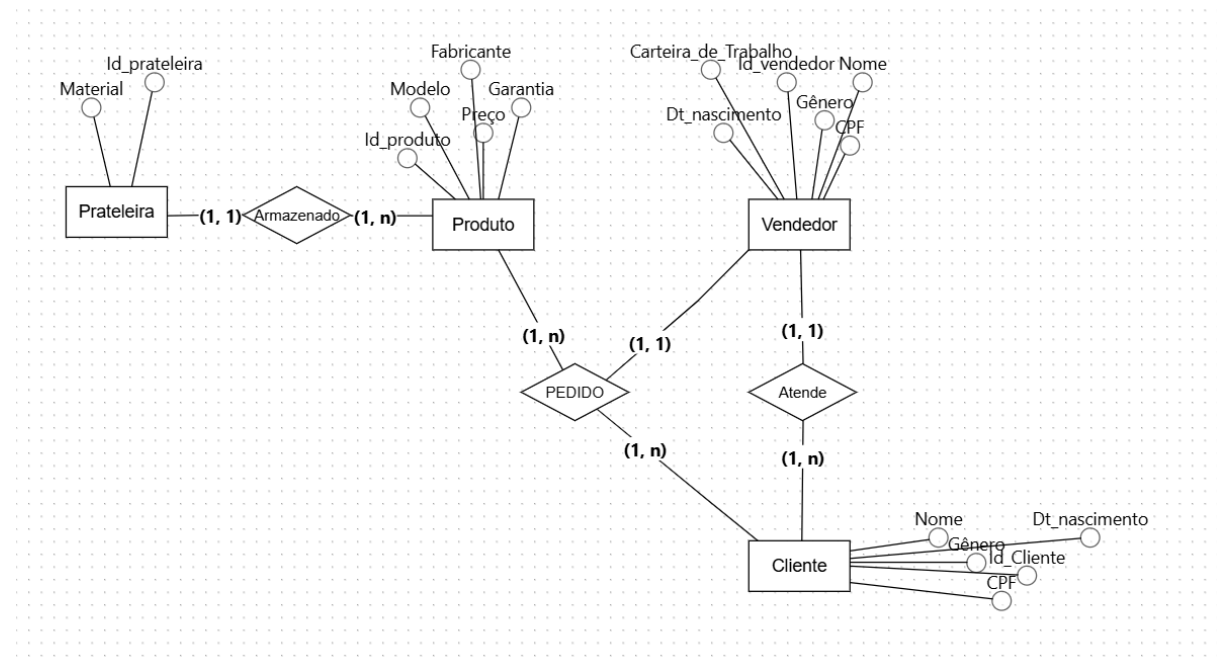 Fabricante
Carteira_de_Trabalho
Id_prateleira
Id_vendedor
Nome
Material
Modelo
Garantia
Gênero
Preço
Dt_nascimento
CPF
Id_produto
Prateleira
(1, 1)
Armazenado
(1, n)
Produto
Vendedor
(1, n)
(1, 1)
(1, 1)
PEDIDO
Atende
(1, n)
(1, n)
Nome
Dt_nascimento
Gênero
Id_Cliente
Cliente
CPF